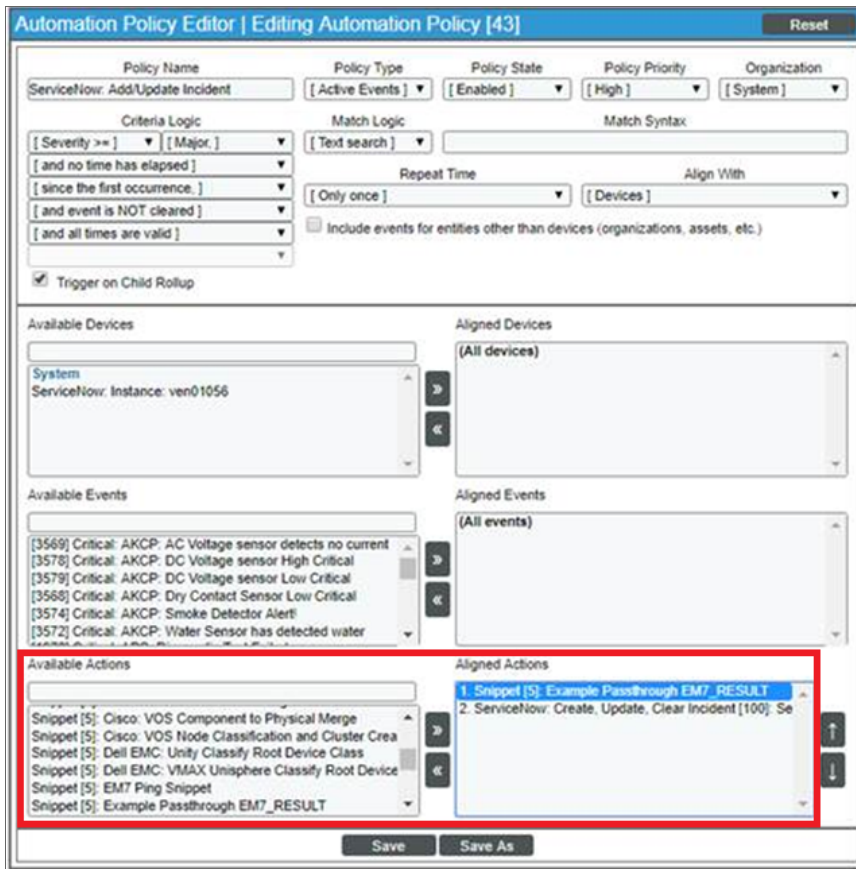 Automation Policy Editor | Editing Automation Policy [43] Reset
Policy Name Policy Type Policy State Policy Priority Organization
ServiceNow: Add/Update Incident [ Active Events ] [ Enabled ] [ High ] [ System ]
Criteria Logic Match Logic Match Syntax
[ Severity >= ] [ Major, ] [ Text search ]
[ and no time has elapsed ]
Repeat Time Align With
[ since the first occurrence, ] [ Only once ] [ Devices ]
[ and event is NOT cleared ]
Include events for entities other than devices (organizations, assets, etc.)
[ and all times are valid ]
Trigger on Child Rollup
Available Devices Aligned Devices
(All devices)
System
ServiceNow: Instance: ven01056
Available Events Aligned Events
(All events)
[3569] Critical: AKCP: AC Voltage sensor detects no current
[3578] Critical: AKCP: DC Voltage sensor High Critical
[3579] Critical: AKCP: DC Voltage sensor Low Critical
[3568] Critical: AKCP: Dry Contact Sensor Low Critical
[3574] Critical: AKCP: Smoke Detector Alert!
[3572] Critical: AKCP: Water Sensor has detected water
Available Actions Aligned Actions
1. Snippet [5]: Example Passthrough EM7_RESULT
2. ServiceNow: Create, Update, Clear Incident [100]: Se
Snippet [5]: Cisco: VOS Component to Physical Merge
Snippet [5]: Cisco: VOS Node Classification and Cluster Crea
Snippet [5]: Dell EMC: Unity Classify Root Device Class
Snippet [5]: Dell EMC: VMAX Unisphere Classify Root Device
Snippet [5]: EM7 Ping Snippet
Snippet [5]: Example Passthrough EM7_RESULT
Save Save As